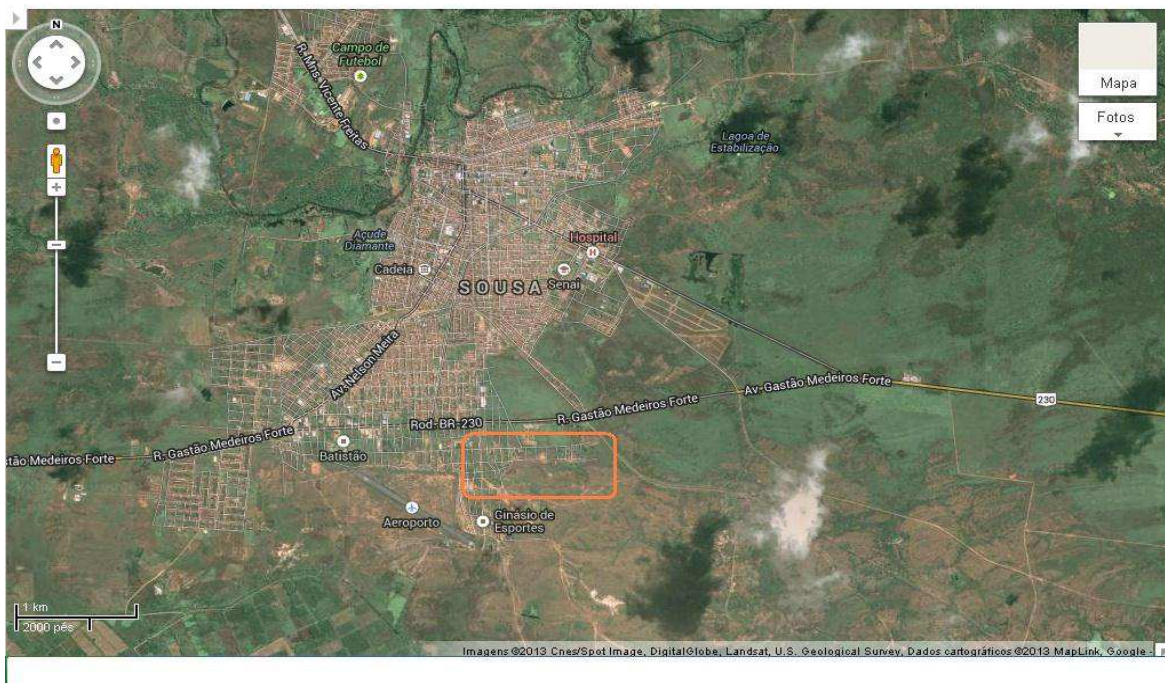 N
Campo de
Futebol
R. Mns. Vicente Freitas
Mapa
Fotos
Lagoa de
Estabilização
Açude
Diamante
Hospital
H
Cadeia
SOUSA
Senai
Av. Nelson Meira
Av. Gastão Medeiros Forte
230
R. Gastão Medeiros Forte
Rod-BR-230
R. Gastão Medeiros Forte
stão Medeiros Forte
Batistão
Aeroporto
Ginásio de
Esportes
1 km
2000 pés
Imagens ©2013 Cnes/Spot Image, DigitalGlobe, Landsat, U.S. Geological Survey, Dados cartográficos ©2013 MapLink, Google -